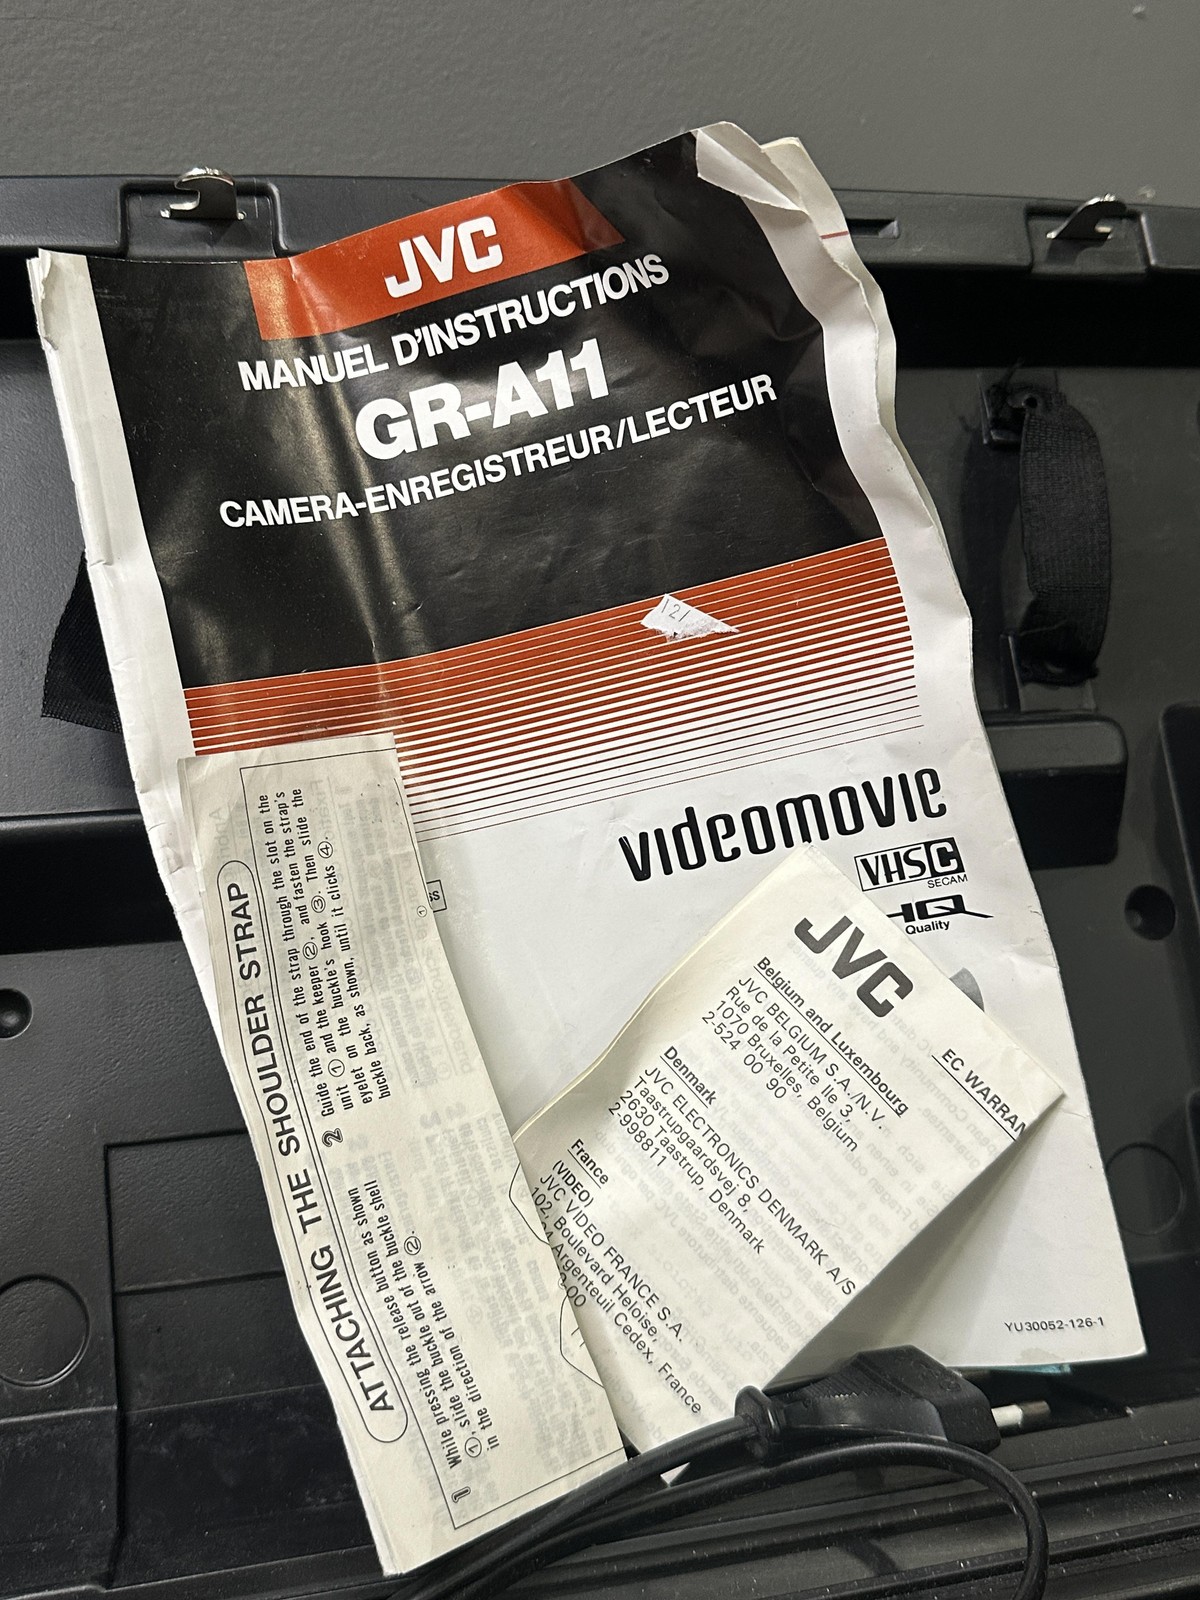 JVC
MANUEL D'INSTRUCTIONS
GR-A11
CAMERA-ENREGISTREUR/LECTEUR
121
videomovie
VHS C
SECAM
HQ
Quality
YU30052-126-1
ATTACHING THE SHOULDER STRAP
1 While pressing the release button as shown
①, slide the buckle out of the buckle shell
in the direction of the arrow ②.
2 Guide the end of the strap through the slot on the
unit ① and the keeper ②, and fasten the strap's
eyelet on the buckle's hook ③. Then slide the
buckle back, as shown, until it clicks ④.
JVC
EC WARRAN
Belgium and Luxembourg
JVC BELGIUM S.A./N.V.
Rue de la Petite Ile 3,
1070 Bruxelles, Belgium
2-524 00 90
Denmark
JVC ELECTRONICS DENMARK A/S
Taastrupgaardsvej 8,
2630 Taastrup, Denmark
2-998811
France
(VIDEO)
JVC VIDEO FRANCE S.A.
102, Boulevard Heloise,
Argenteuil Cedex, France